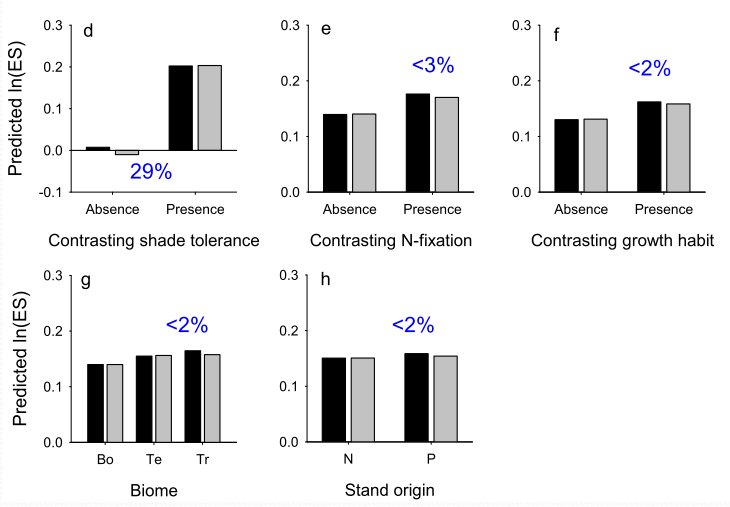 d
Predicted ln(ES)
0.3
0.2
0.1
0.0
-0.1
29%
Absence Presence
Contrasting shade tolerance
e
0.3
0.2
0.1
0.0
<3%
Absence Presence
Contrasting N-fixation
f
0.3
0.2
0.1
0.0
<2%
Absence Presence
Contrasting growth habit
g
Predicted ln(ES)
0.3
0.2
0.1
0.0
<2%
Bo Te Tr
Biome
h
0.3
0.2
0.1
0.0
<2%
N P
Stand origin